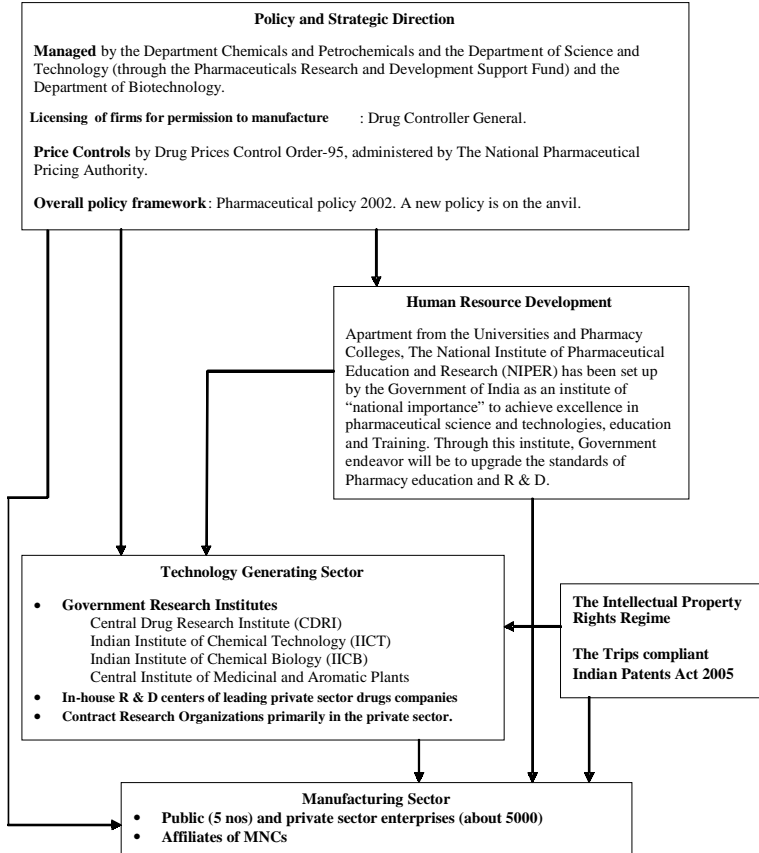 Policy and Strategic Direction
Managed by the Department Chemicals and Petrochemicals and the Department of Science and
Technology (through the Pharmaceuticals Research and Development Support Fund) and the
Department of Biotechnology.
Licensing of firms for permission to manufacture : Drug Controller General.
Price Controls by Drug Prices Control Order-95, administered by The National Pharmaceutical
Pricing Authority.
Overall policy framework: Pharmaceutical policy 2002. A new policy is on the anvil.
Human Resource Development
Apartment from the Universities and Pharmacy
Colleges, The National Institute of Pharmaceutical
Education and Research (NIPER) has been set up
by the Government of India as an institute of
“national importance” to achieve excellence in
pharmaceutical science and technologies, education
and Training. Through this institute, Government
endeavor will be to upgrade the standards of
Pharmacy education and R & D.
Technology Generating Sector
• Government Research Institutes
Central Drug Research Institute (CDRI)
Indian Institute of Chemical Technology (IICT)
Indian Institute of Chemical Biology (IICB)
Central Institute of Medicinal and Aromatic Plants
• In-house R & D centers of leading private sector drugs companies
• Contract Research Organizations primarily in the private sector.
The Intellectual Property
Rights Regime
The Trips compliant
Indian Patents Act 2005
Manufacturing Sector
• Public (5 nos) and private sector enterprises (about 5000)
• Affiliates of MNCs